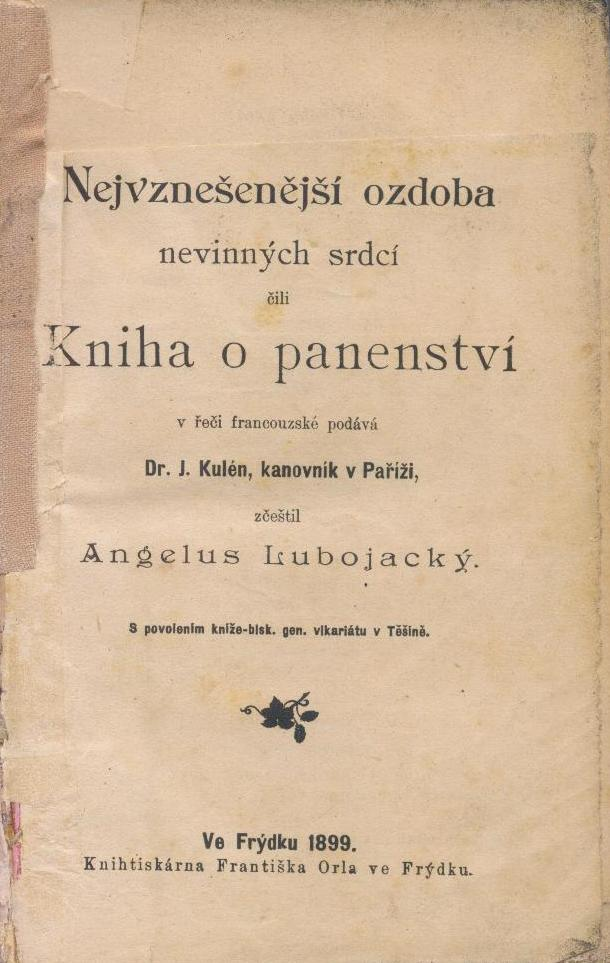 Nejvznešenější ozdoba
nevinných srdcí
čili
Kniha o panenství
v řeči francouzské podává
Dr. J. Kulén, kanovník v Paříži,
zčeštil
Angelus Lubojacký.
S povolením kníže-bisk. gen. vikariátu v Těšině.
Ve Frýdku 1899.
Knihtiskárna Františka Orla ve Frýdku.